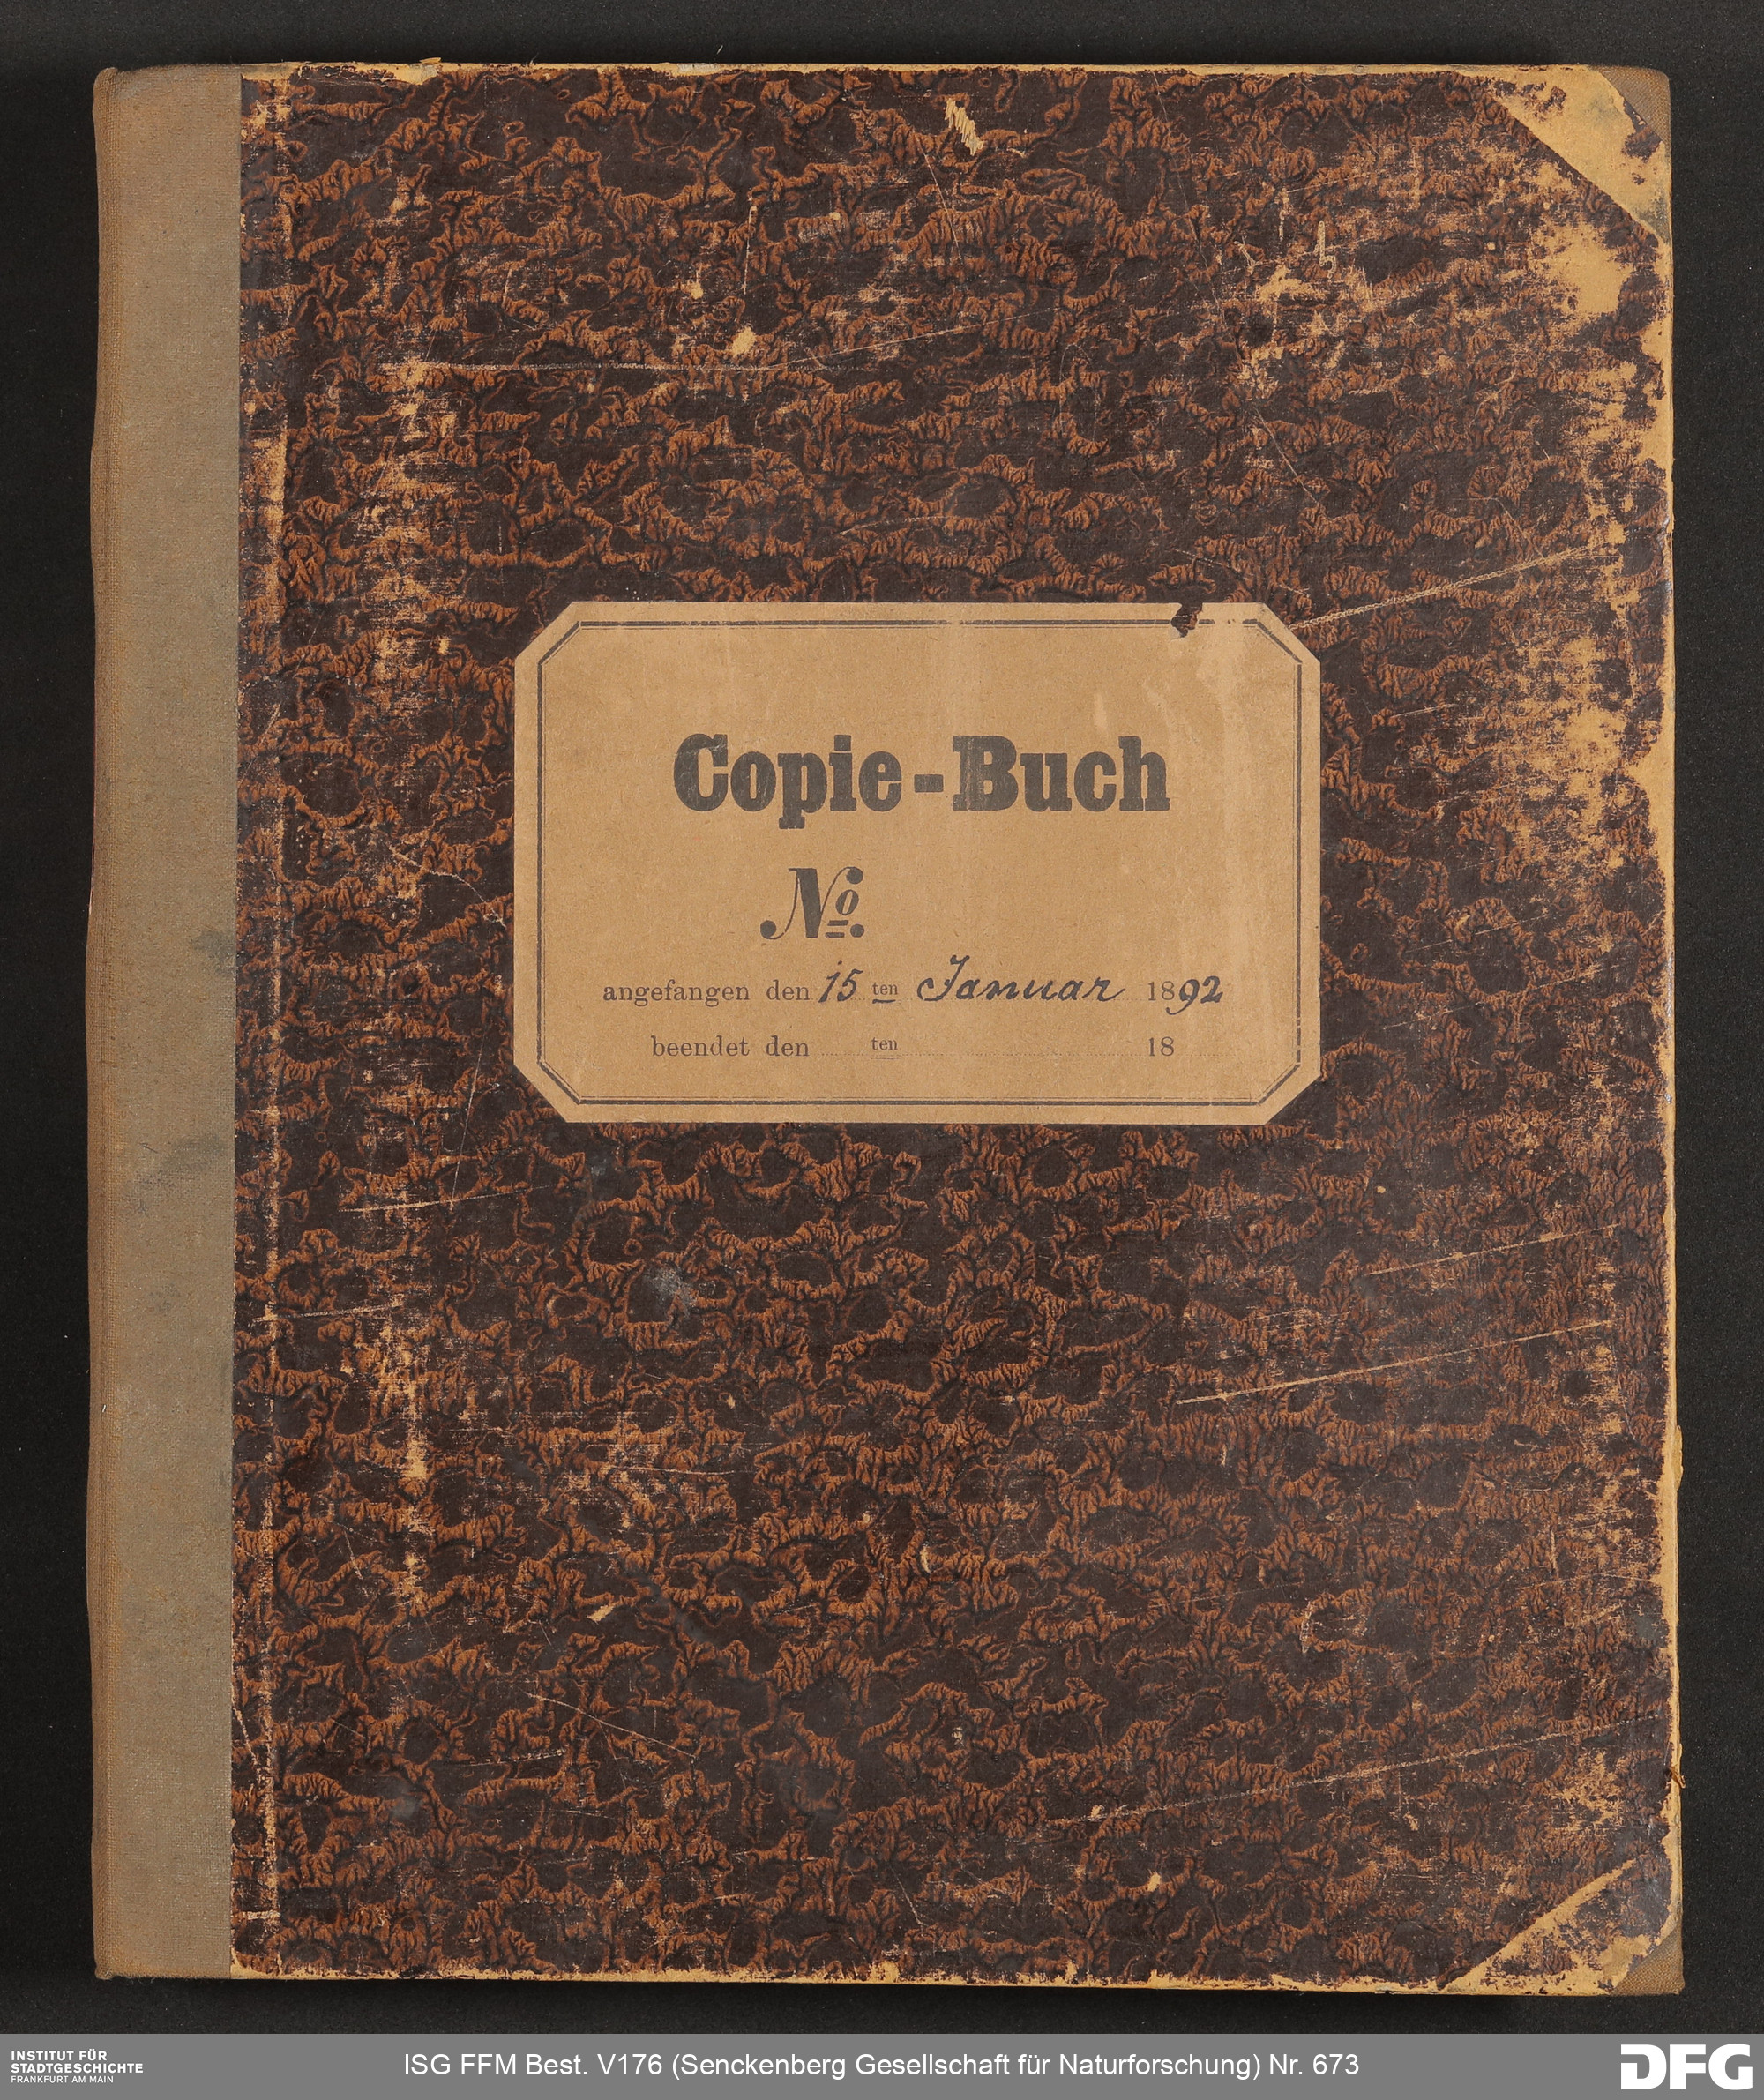 Copie-Buch
No.
angefangen den 15 ten Januar 1892
beendet den ten 18
INSTITUT FÜR
STADTGESCHICHTE
FRANKFURT AM MAIN
ISG FFM Best. V176 (Senckenberg Gesellschaft für Naturforschung) Nr. 673
DFG